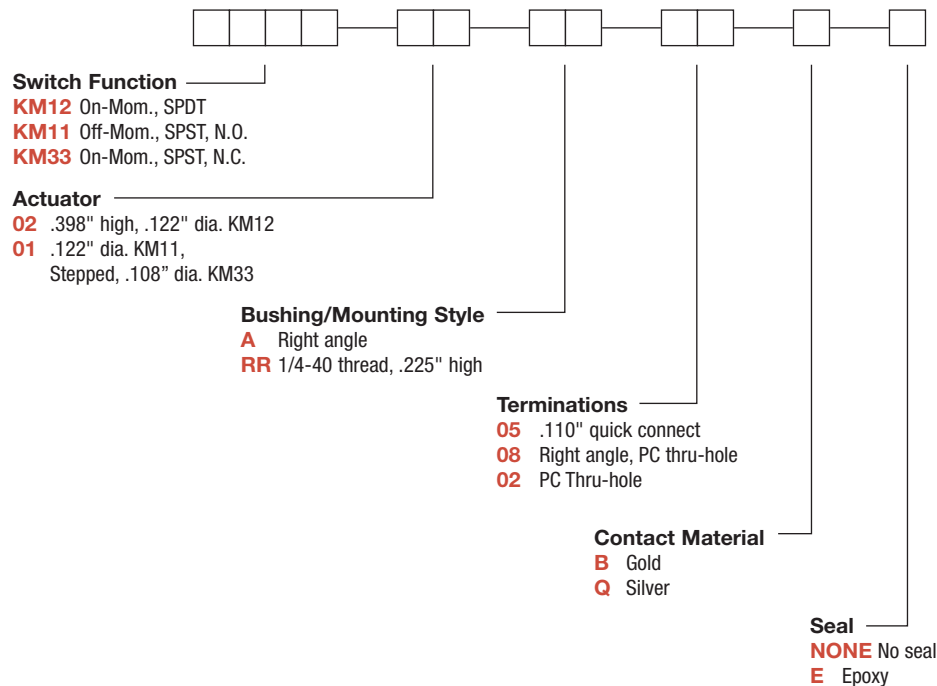 Switch Function
KM12 On-Mom., SPDT
KM11 Off-Mom., SPST, N.O.
KM33 On-Mom., SPST, N.C.
Actuator
02 .398" high, .122" dia. KM12
01 .122" dia. KM11,
Stepped, .108” dia. KM33
Bushing/Mounting Style
A Right angle
RR 1/4-40 thread, .225" high
Terminations
05 .110" quick connect
08 Right angle, PC thru-hole
02 PC Thru-hole
Contact Material
B Gold
Q Silver
Seal
NONE No seal
E Epoxy